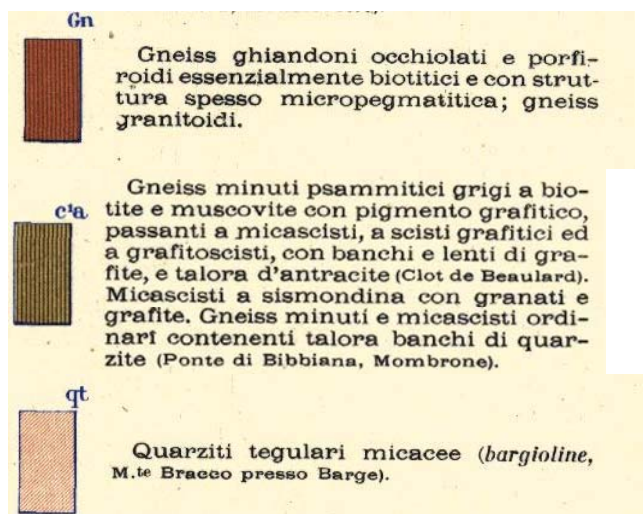 Gn
Gneiss ghiandoni occhiolati e porfi-
roidi essenzialmente biotitici e con strut-
tura spesso micropegmatitica; gneiss
granitoidi.
c¹a
Gneiss minuti psammitici grigi a bio-
tite e muscovite con pigmento grafitico,
passanti a micascisti, a scisti grafitici ed
a grafitoscisti, con banchi e lenti di gra-
fite, e talora d'antracite (Clot de Beaulard).
Micascisti a sismondina con granati e
grafite. Gneiss minuti e micascisti ordi-
narî contenenti talora banchi di quar-
zite (Ponte di Bibbiana, Mombrone).
qt
Quarziti tegulari micacee (bargioline,
M.te Bracco presso Barge).